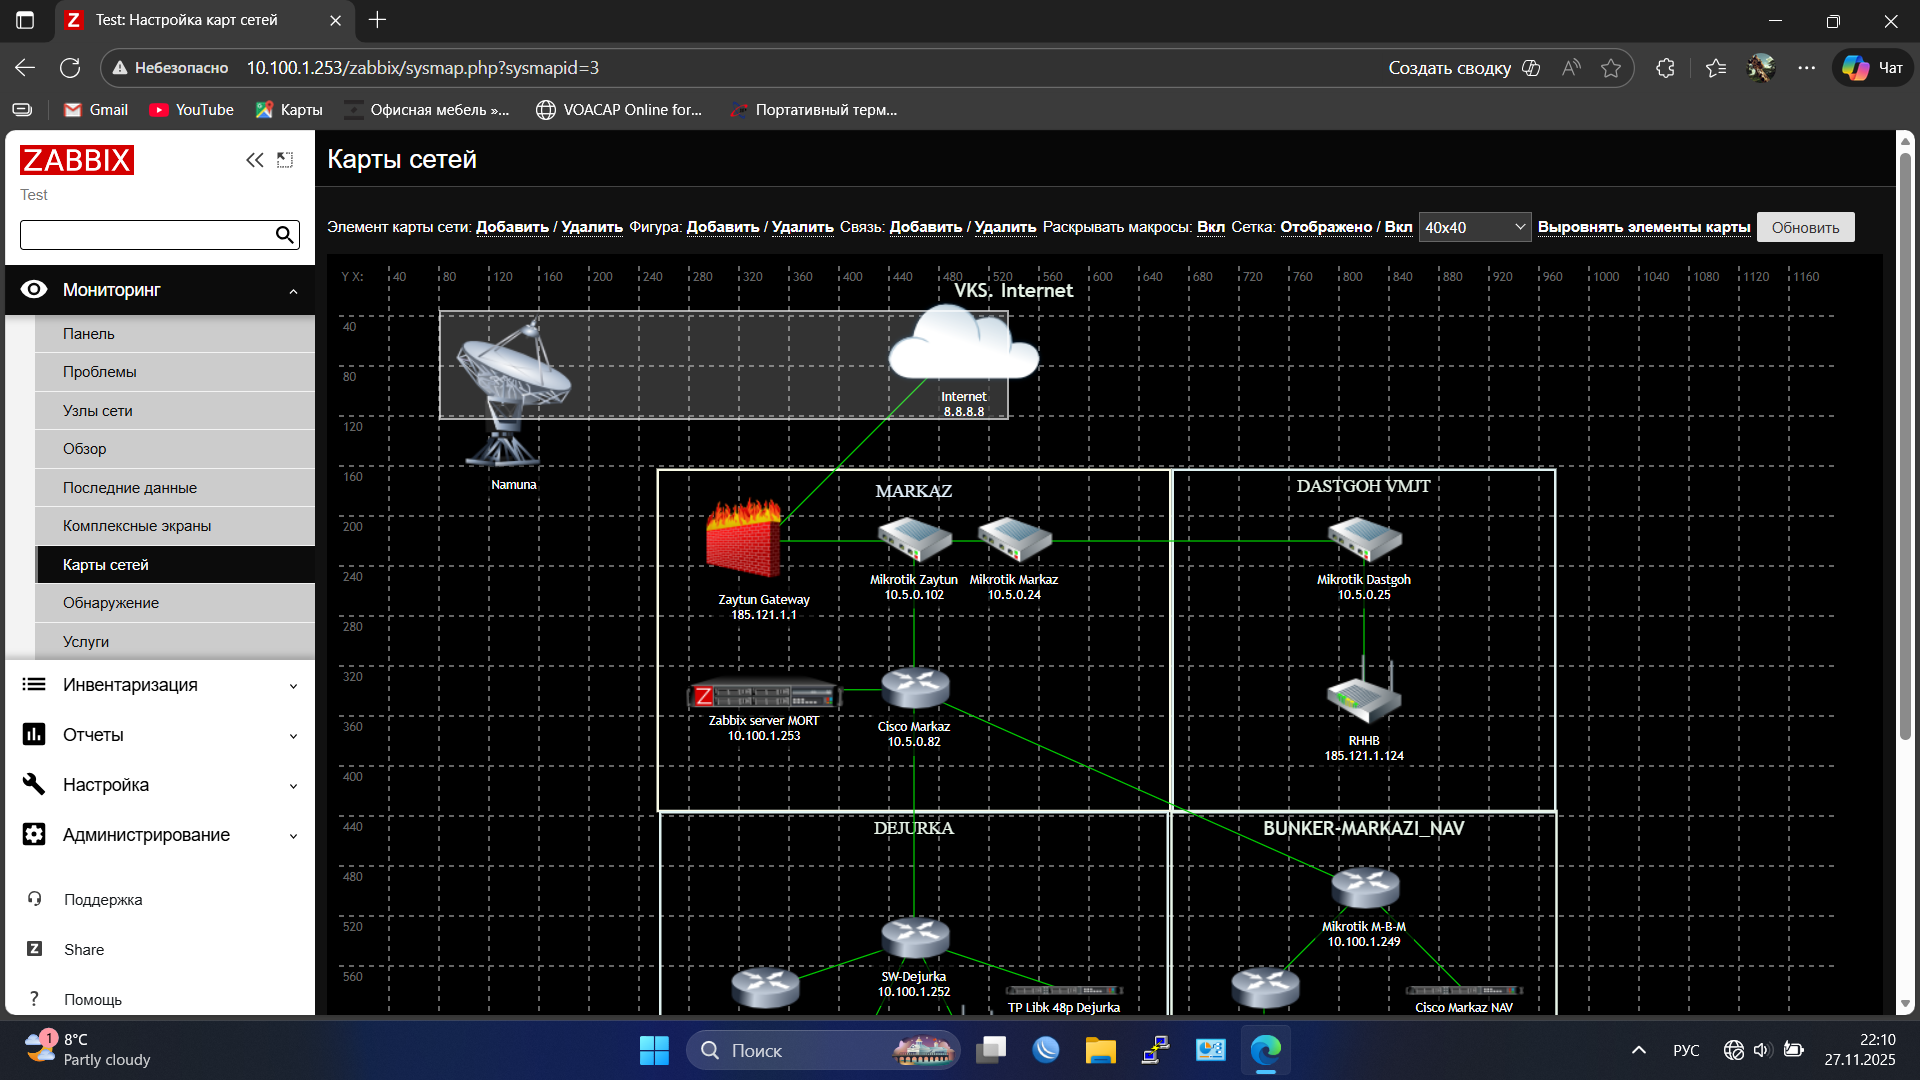 Test: Настройка карт сетей
Небезопасно 10.100.1.253/zabbix/sysmap.php?sysmapid=3 Создать сводку Чат
Gmail YouTube Карты Офисная мебель »... VOACAP Online for... Портативный терм...
ZABBIX
Test
Мониторинг
Панель
Проблемы
Узлы сети
Обзор
Последние данные
Комплексные экраны
Карты сетей
Обнаружение
Услуги
Инвентаризация
Отчеты
Настройка
Администрирование
Поддержка
Share
Помощь
Карты сетей
Элемент карты сети: Добавить / Удалить Фигура: Добавить / Удалить Связь: Добавить / Удалить Раскрывать макросы: Вкл Сетка: Отображено / Вкл 40x40 Выровнять элементы карты Обновить
Y X: 40 80 120 160 200 240 280 320 360 400 440 480 520 560 600 640 680 720 760 800 840 880 920 960 1000 1040 1080 1120 1160
VKS. Internet
40
80
120
160
200
240
280
320
360
400
440
480
520
560
Internet
8.8.8.8
Namuna
MARKAZ
DASTGOH VMJT
Mikrotik Zaytun
10.5.0.102
Mikrotik Markaz
10.5.0.24
Mikrotik Dastgoh
10.5.0.25
Zaytun Gateway
185.121.1.1
Zabbix server MORT
10.100.1.253
Cisco Markaz
10.5.0.82
RHHB
185.121.1.124
DEJURKA
BUNKER-MARKAZI_NAV
Mikrotik M-B-M
10.100.1.249
SW-Dejurka
10.100.1.252
TP Libk 48p Dejurka
Cisco Markaz NAV
1
8°C
Partly cloudy
Поиск
РУС
22:10
27.11.2025